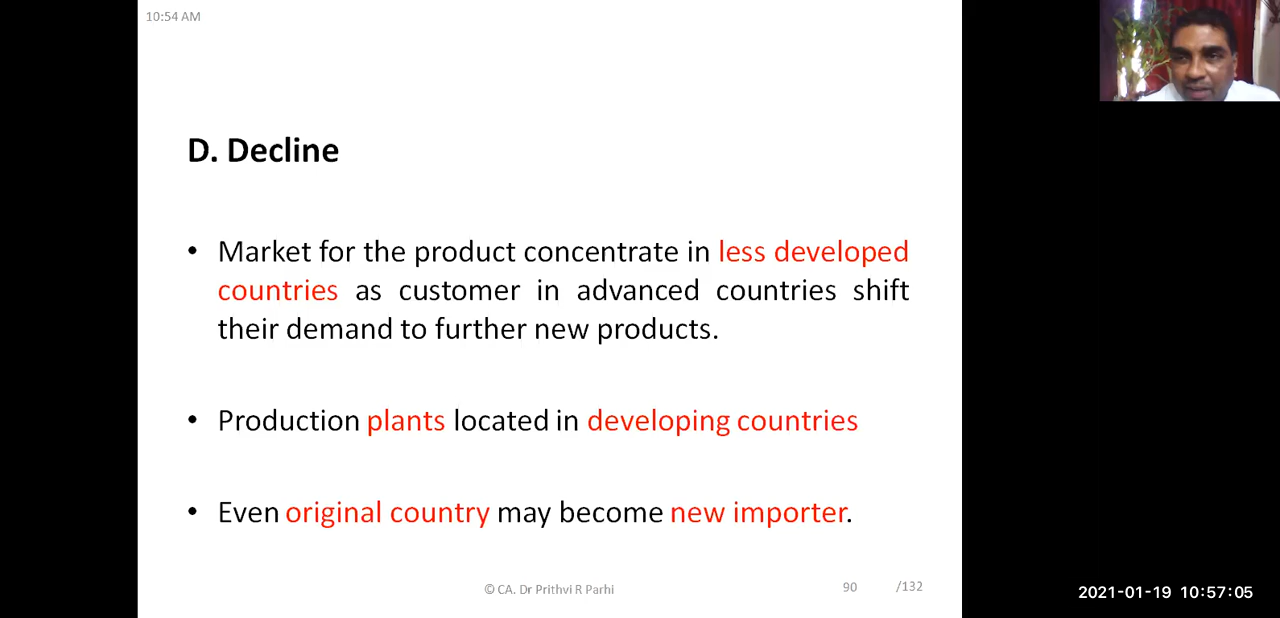 10:54 AM
D. Decline
• Market for the product concentrate in less developed
countries as customer in advanced countries shift
their demand to further new products.
• Production plants located in developing countries
• Even original country may become new importer.
© CA. Dr Prithvi R Parhi
90 /132
2021-01-19 10:57:05